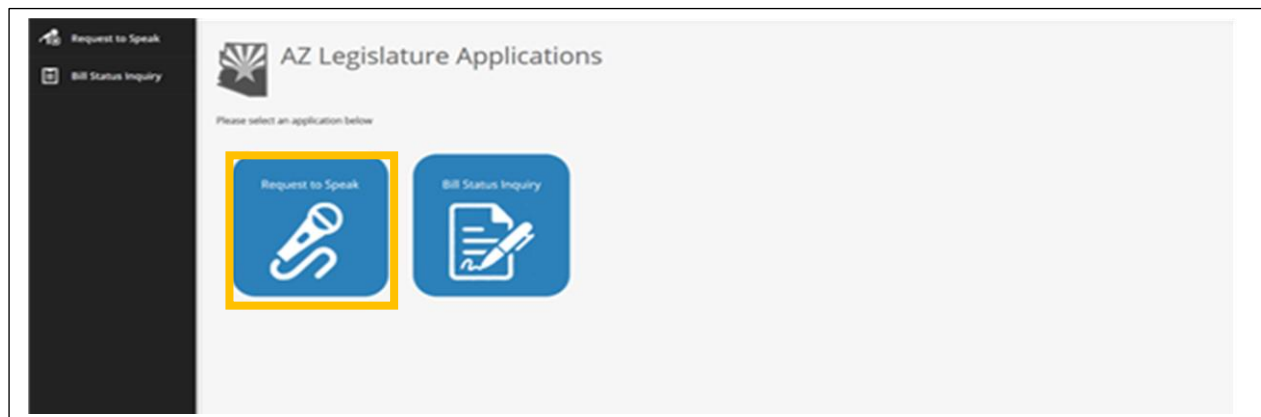 Request to Speak
Bill Status Inquiry
AZ Legislature Applications
Please select an application below
Request to Speak
Bill Status Inquiry